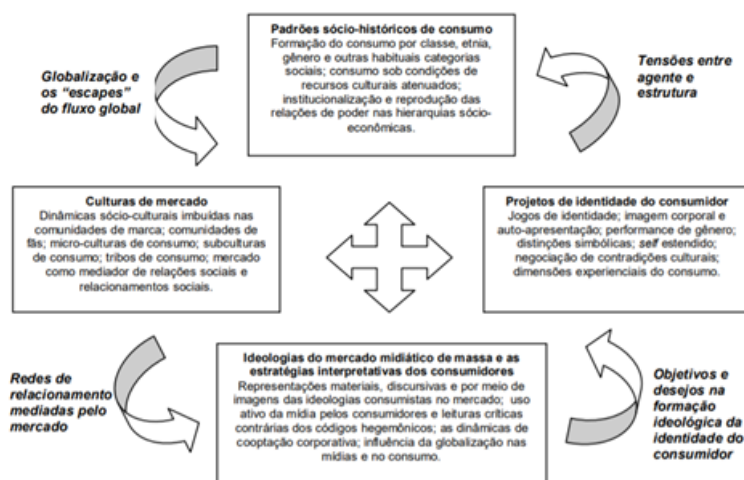 Padrões sócio-históricos de consumo
Formação do consumo por classe, etnia,
gênero e outras habituais categorias
sociais; consumo sob condições de
recursos culturais atenuados;
institucionalização e reprodução das
relações de poder nas hierarquias sócio-
econômicas.
Globalização e
os “escapes”
do fluxo global
Tensões entre
agente e
estrutura
Culturas de mercado
Dinâmicas sócio-culturais imbuídas nas
comunidades de marca; comunidades de
fãs; micro-culturas de consumo; subculturas
de consumo; tribos de consumo; mercado
como mediador de relações sociais e
relacionamentos sociais.
Projetos de identidade do consumidor
Jogos de identidade; imagem corporal e
auto-apresentação; performance de gênero;
distinções simbólicas; self estendido;
negociação de contradições culturais;
dimensões experienciais do consumo.
Redes de
relacionamento
mediadas pelo
mercado
Ideologias do mercado midiático de massa e as
estratégias interpretativas dos consumidores
Representações materiais, discursivas e por meio de
imagens das ideologias consumistas no mercado; uso
ativo da mídia pelos consumidores e leituras críticas
contrárias dos códigos hegemônicos; as dinâmicas de
cooptação corporativa; influência da globalização nas
mídias e no consumo.
Objetivos e
desejos na
formação
ideológica da
identidade do
consumidor